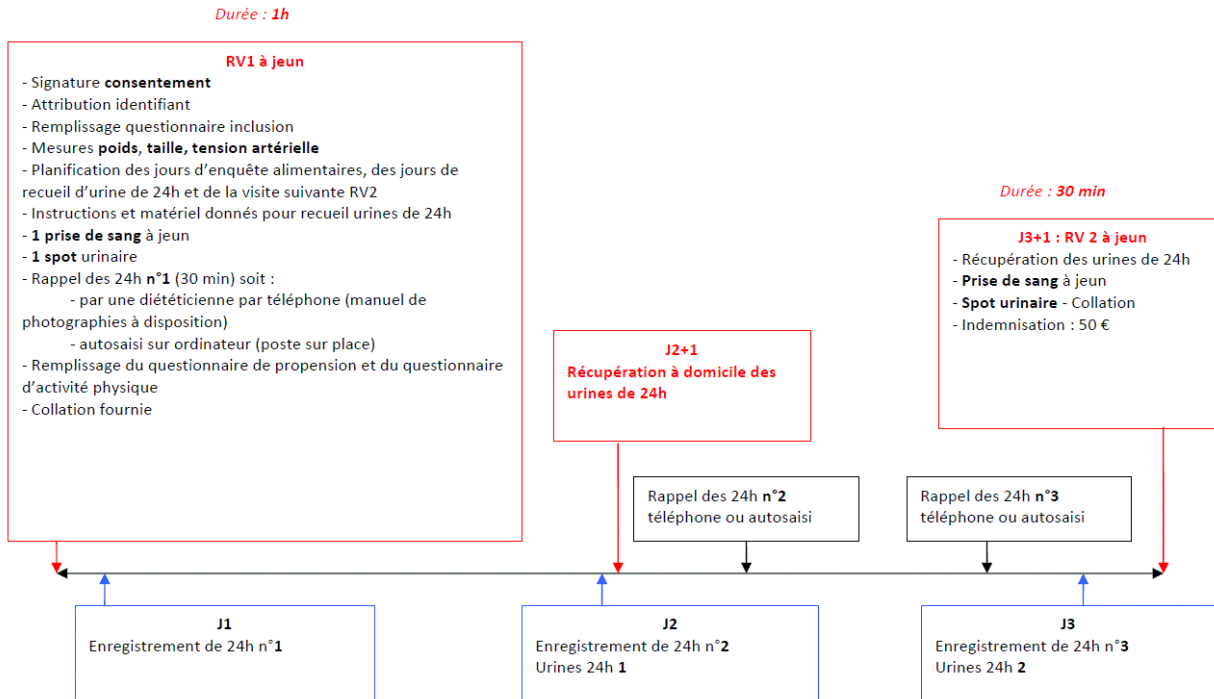 Durée : 1h
RV1 à jeun
- Signature consentement
- Attribution identifiant
- Remplissage questionnaire inclusion
- Mesures poids, taille, tension artérielle
- Planification des jours d’enquête alimentaires, des jours de
recueil d’urine de 24h et de la visite suivante RV2
- Instructions et matériel donnés pour recueil urines de 24h
- 1 prise de sang à jeun
- 1 spot urinaire
- Rappel des 24h n°1 (30 min) soit :
- par une diététicienne par téléphone (manuel de
photographies à disposition)
- autosaisi sur ordinateur (poste sur place)
- Remplissage du questionnaire de propension et du questionnaire
d’activité physique
- Collation fournie
J2+1
Récupération à domicile des
urines de 24h
Durée : 30 min
J3+1 : RV 2 à jeun
- Récupération des urines de 24h
- Prise de sang à jeun
- Spot urinaire - Collation
- Indemnisation : 50 €
Rappel des 24h n°2
téléphone ou autosaisi
Rappel des 24h n°3
téléphone ou autosaisi
J1
Enregistrement de 24h n°1
J2
Enregistrement de 24h n°2
Urines 24h 1
J3
Enregistrement de 24h n°3
Urines 24h 2